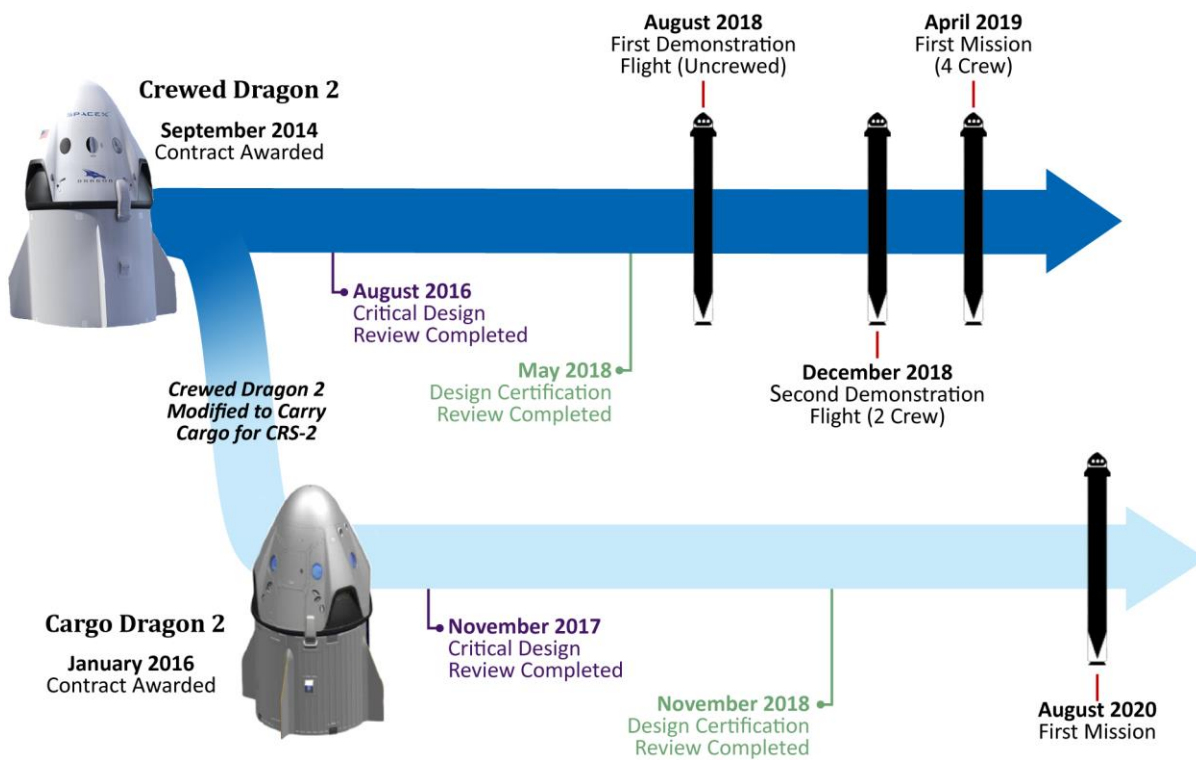 August 2018
First Demonstration
Flight (Uncrewed)
April 2019
First Mission
(4 Crew)
Crewed Dragon 2
September 2014
Contract Awarded
SPACEX
DRAGON
August 2016
Critical Design
Review Completed
May 2018
Design Certification
Review Completed
December 2018
Second Demonstration
Flight (2 Crew)
Crewed Dragon 2
Modified to Carry
Cargo for CRS-2
Cargo Dragon 2
January 2016
Contract Awarded
November 2017
Critical Design
Review Completed
November 2018
Design Certification
Review Completed
August 2020
First Mission